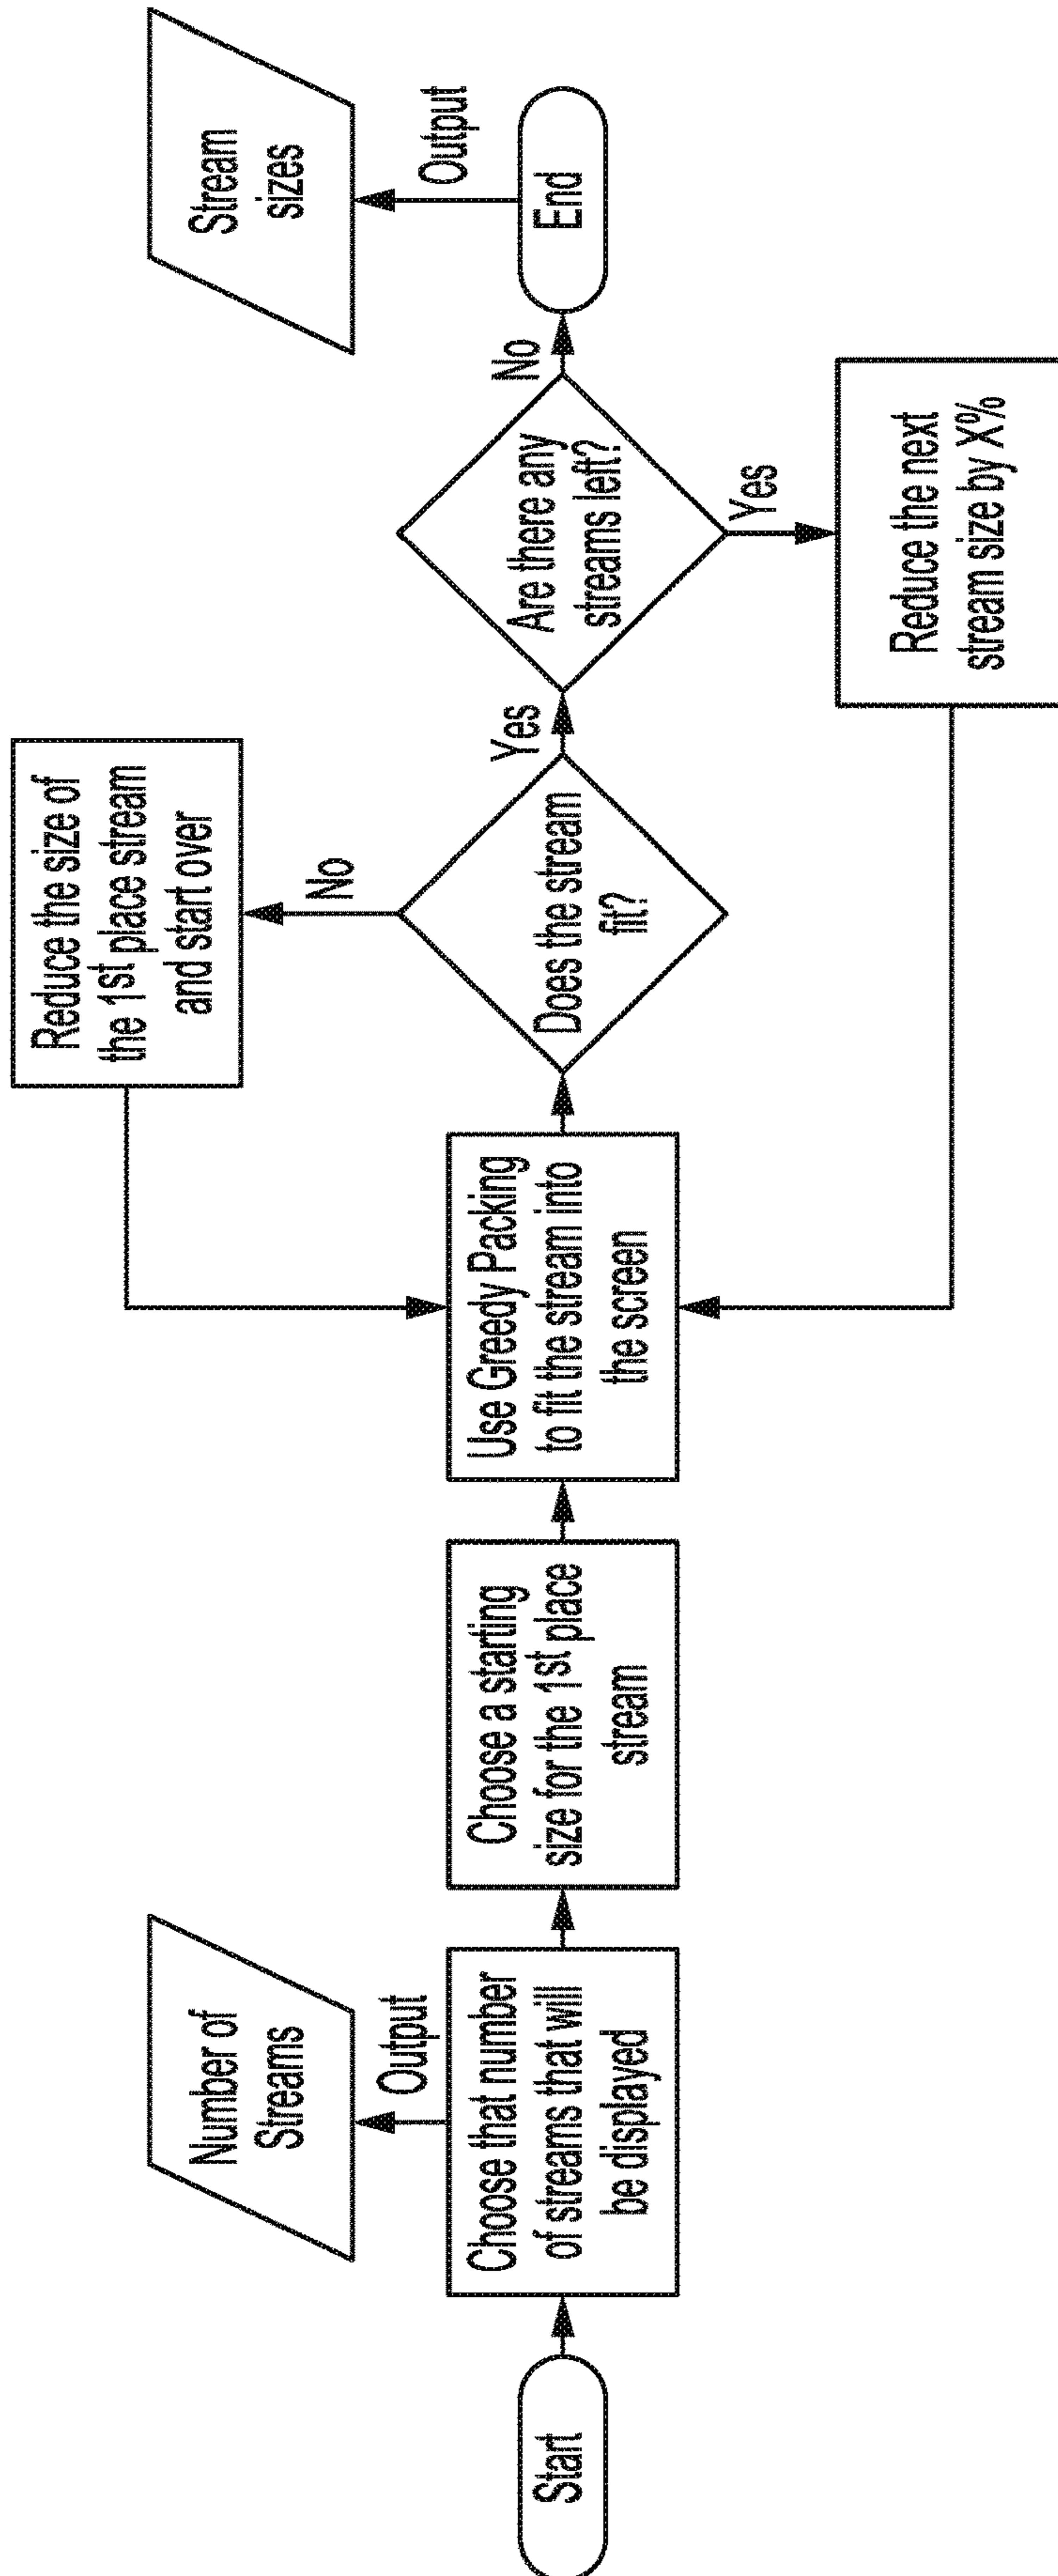 Start
Choose that number
of streams that will
be displayed
Output
Number of
Streams
Choose a starting
size for the 1st place
stream
Use Greedy Packing
to fit the stream into
the screen
Does the stream
fit?
No
Reduce the size of
the 1st place stream
and start over
Yes
Are there any
streams left?
Yes
Reduce the next
stream size by X%
No
End
Output
Stream
sizes